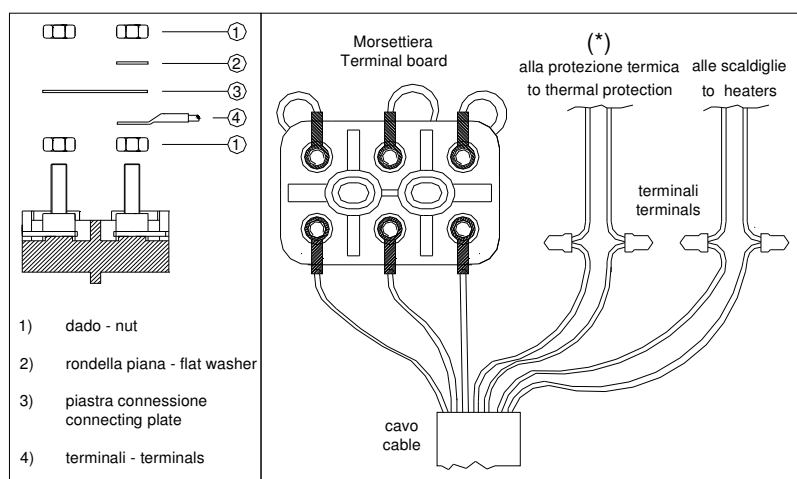 1
2
3
4
1
1) dado - nut
2) rondella piana - flat washer
3) piastra connessione
connecting plate
4) terminali - terminals
Morsettiera
Terminal board
(*)
alla protezione termica
to thermal protection
alle scaldiglie
to heaters
terminali
terminals
cavo
cable